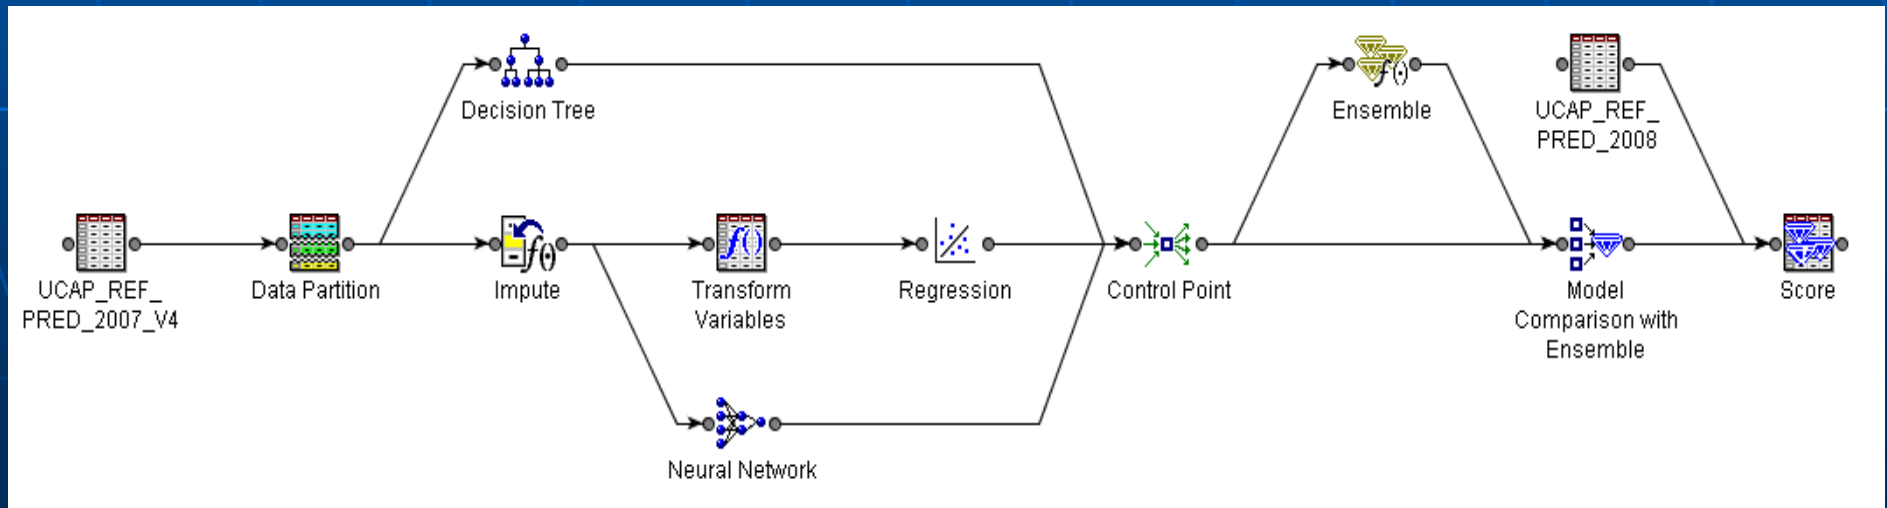 Decision Tree
Ensemble
UCAP_REF_
PRED_2008
UCAP_REF_
PRED_2007_V4
Data Partition
Impute
Transform
Variables
Regression
Control Point
Model
Comparison with
Ensemble
Score
Neural Network